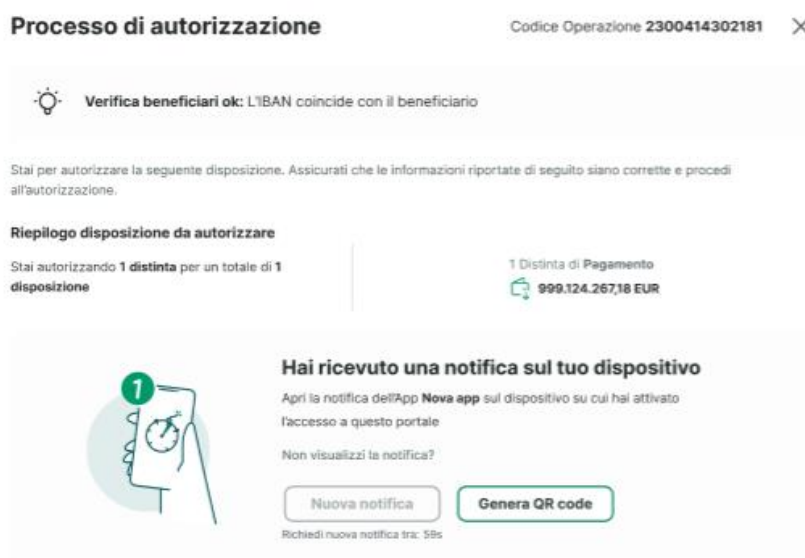 Processo di autorizzazione
Codice Operazione 2300414302181
Verifica beneficiari ok: L'IBAN coincide con il beneficiario
Stai per autorizzare la seguente disposizione. Assicurati che le informazioni riportate di seguito siano corrette e procedi
all'autorizzazione.
Riepilogo disposizione da autorizzare
Stai autorizzando 1 distinta per un totale di 1
disposizione
1 Distinta di Pagamento
999.124.267,18 EUR
1
Hai ricevuto una notifica sul tuo dispositivo
Apri la notifica dell'App Nova app sul dispositivo su cui hai attivato
l'accesso a questo portale
Non visualizzi la notifica?
Nuova notifica
Genera QR code
Richiedi nuova notifica tra: 59s